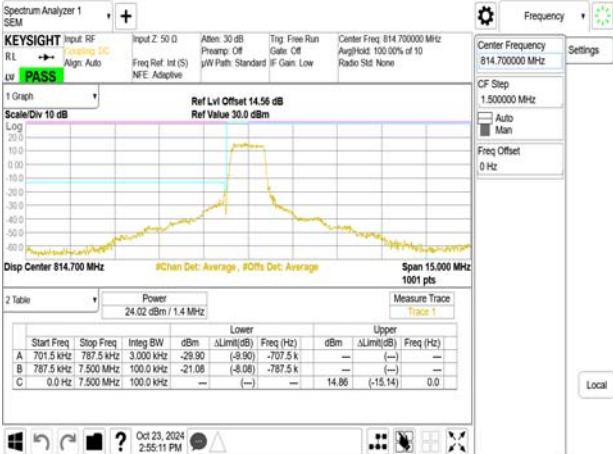 Spectrum Analyzer 1
SEM
KEYSIGHT Input: RF
RL
Coupling: DC
Align: Auto
LV PASS
Input Z: 50 Ω
Freq Ref: Int (S)
NFE: Adaptive
Atten: 30 dB
Preamp: Off
µW Path: Standard
Trig: Free Run
Gate: Off
IF Gain: Low
Center Freq: 814.700000 MHz
Avg|Hold: 100.00% of 10
Radio Std: None
1 Graph
Scale/Div 10 dB
Ref Lvl Offset 14.56 dB
Ref Value 30.0 dBm
Log
20.0
10.0
0.00
-10.0
-20.0
-30.0
-40.0
-50.0
-60.0
Disp Center 814.700 MHz
#Chan Det: Average, #Offs Det: Average
Span 15.000 MHz
1001 pts
2 Table
Power
24.02 dBm / 1.4 MHz
Measure Trace
Trace 1
Lower Upper
Start Freq Stop Freq Integ BW dBm ΔLimit(dB) Freq (Hz) dBm ΔLimit(dB) Freq (Hz)
A 701.5 kHz 787.5 kHz 3.000 kHz -29.90 (-9.90) -707.5 k --- (---) ---
B 787.5 kHz 7.500 MHz 100.0 kHz -21.08 (-8.08) -787.5 k --- (---) ---
C 0.0 Hz 7.500 MHz 100.0 kHz --- (---) --- 14.86 (-15.14) 0.0
Oct 23, 2024
2:55:11 PM
Frequency
Center Frequency
814.700000 MHz
Settings
CF Step
1.500000 MHz
Auto
Man
Freq Offset
0 Hz
Local